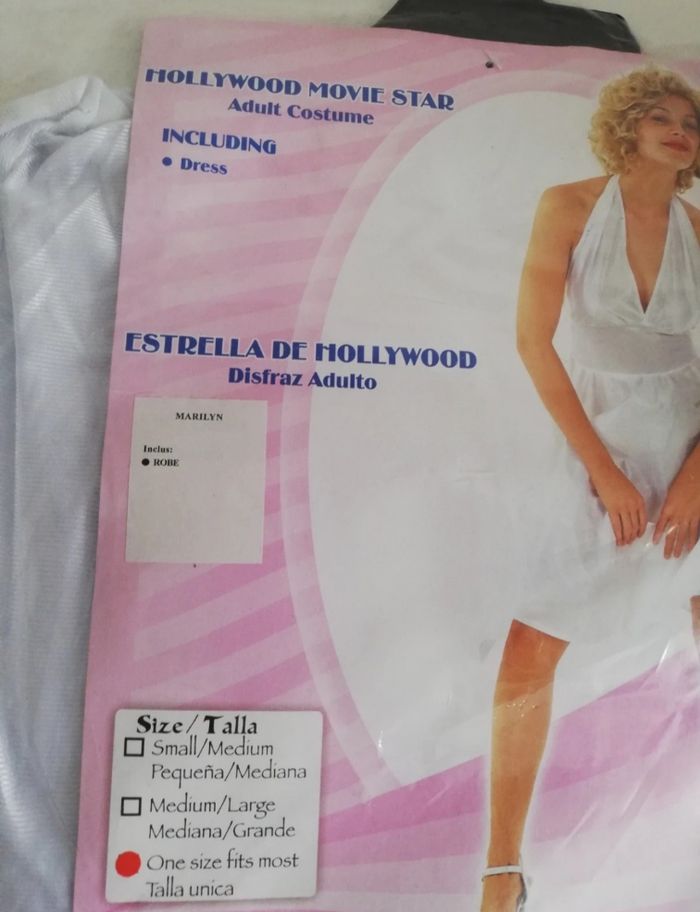 HOLLYWOOD MOVIE STAR
Adult Costume
INCLUDING
• Dress
ESTRELLA DE HOLLYWOOD
Disfraz Adulto
MARILYN
Inclus:
● ROBE
Size/Talla
Small/Medium
Pequeña/Mediana
Medium/Large
Mediana/Grande
One size fits most
Talla unica